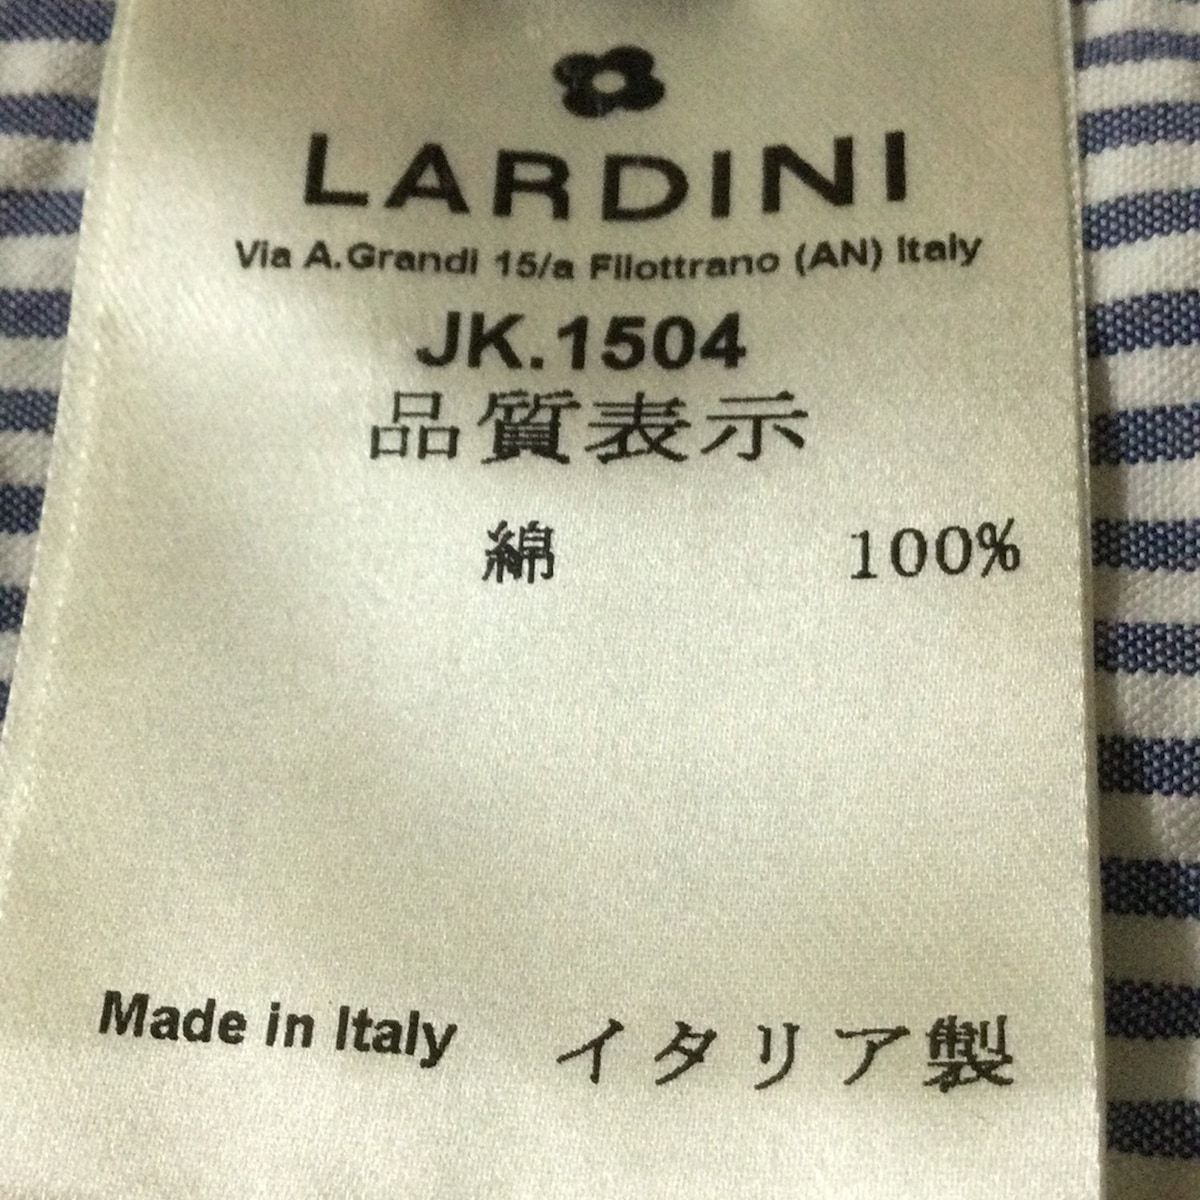 LARDINI
Via A.Grandi 15/a Filottrano (AN) Italy
JK.1504
品質表示
綿 100%
Made in Italy イタリア製